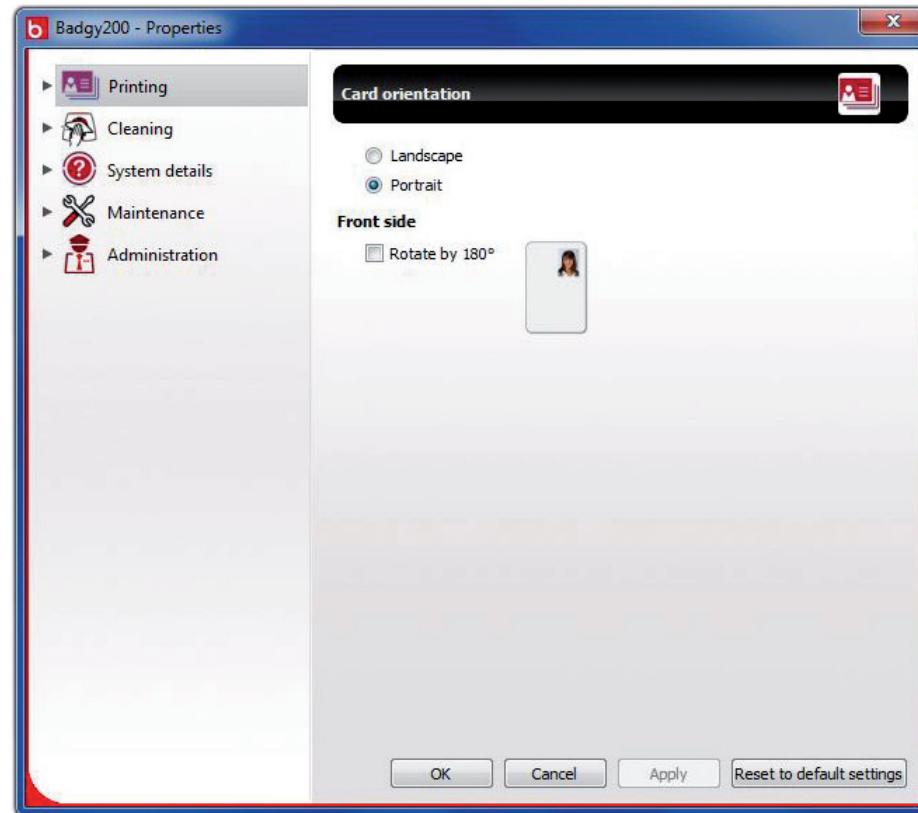 b Badgy200 - Properties
Printing
Cleaning
System details
Maintenance
Administration
Card orientation
Landscape
Portrait
Front side
Rotate by 180°
OK Cancel Apply Reset to default settings